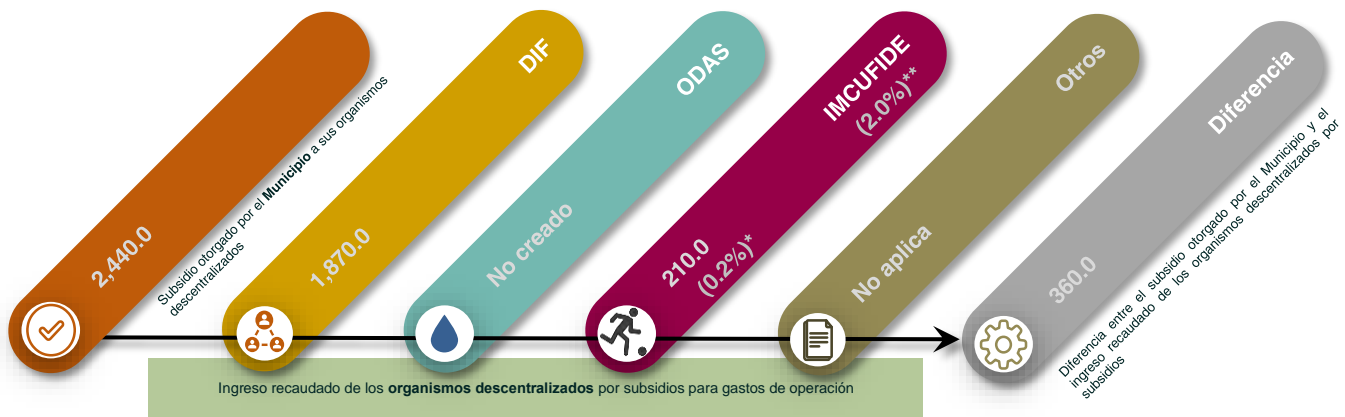 2,440.0
Subsidio otorgado por el Municipio a sus organismos
descentralizados
DIF
1,870.0
ODAS
No creado
IMCUFIDE
(2.0%)**
210.0
(0.2%)*
Otros
No aplica
Diferencia
360.0
Diferencia entre el subsidio otorgado por el Municipio y el
ingreso recaudado de los organismos descentralizados por
subsidios
Ingreso recaudado de los organismos descentralizados por subsidios para gastos de operación